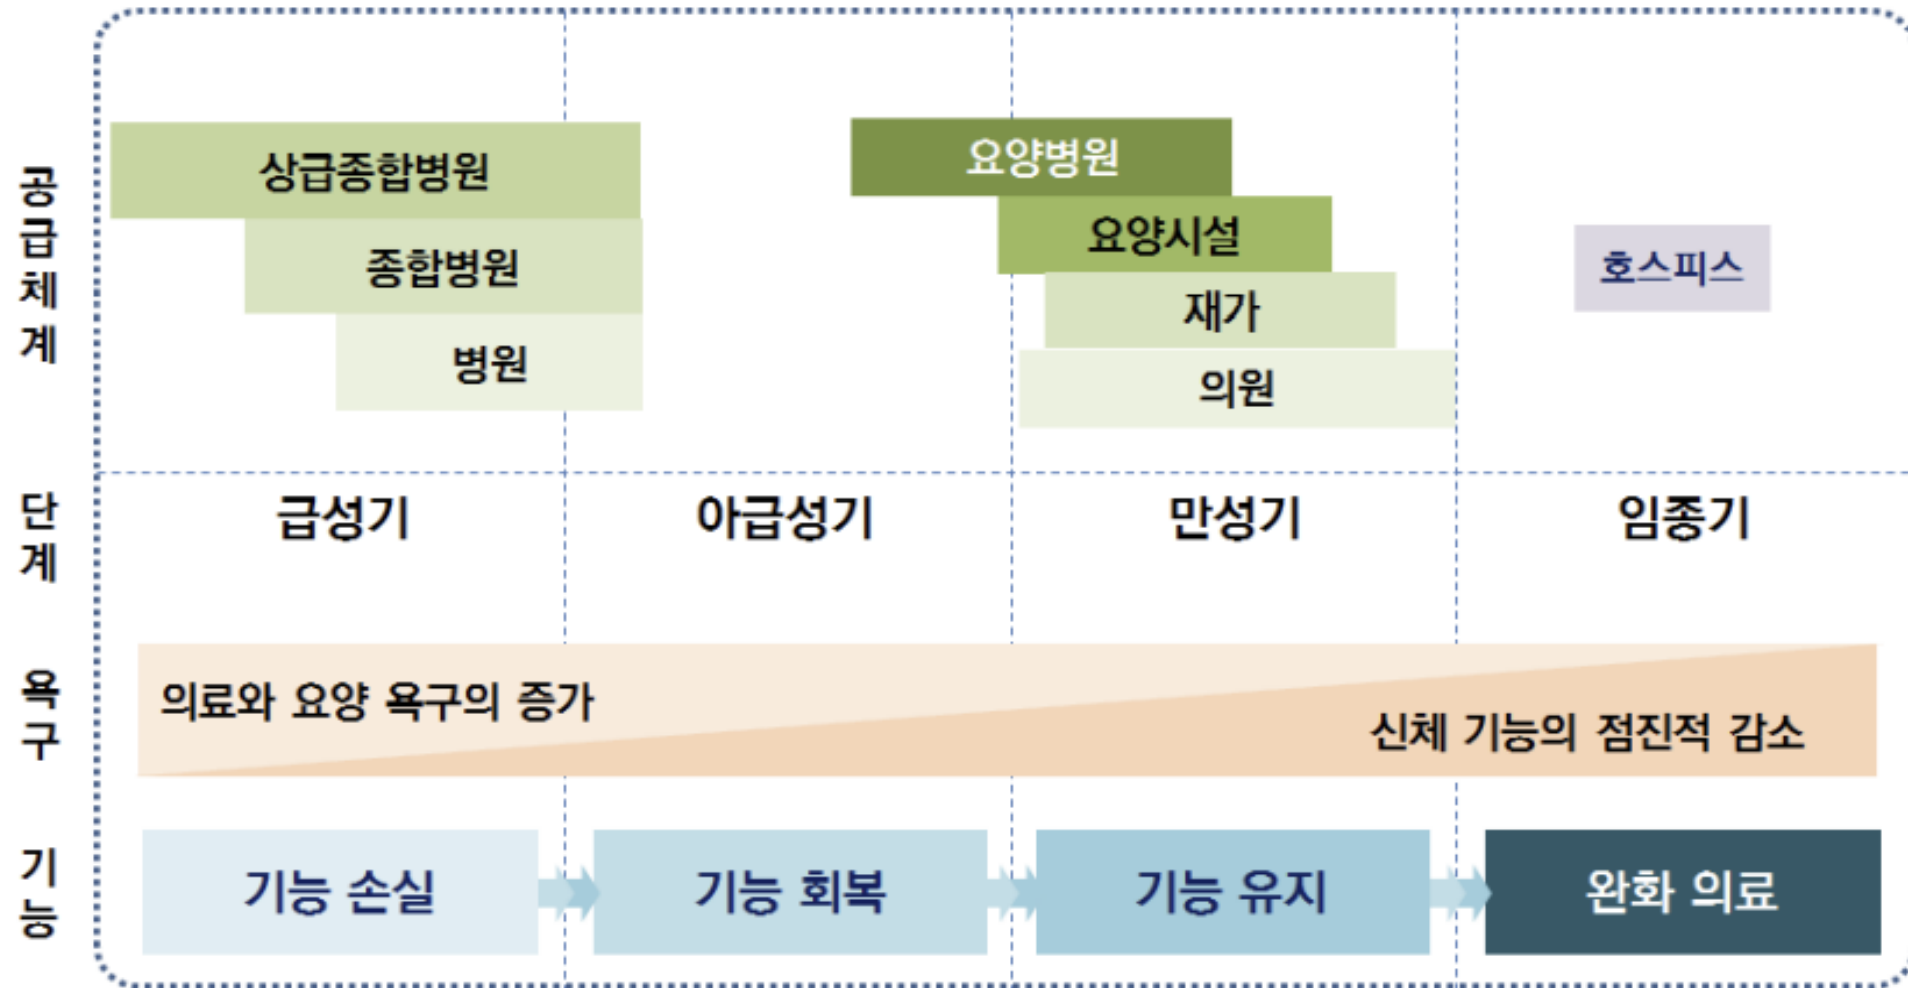 공급체계
상급종합병원
종합병원
병원
요양병원
요양시설
재가
의원
호스피스
단계
급성기
아급성기
만성기
임종기
욕구
의료와 요양 욕구의 증가
신체 기능의 점진적 감소
기능
기능 손실
기능 회복
기능 유지
완화 의료